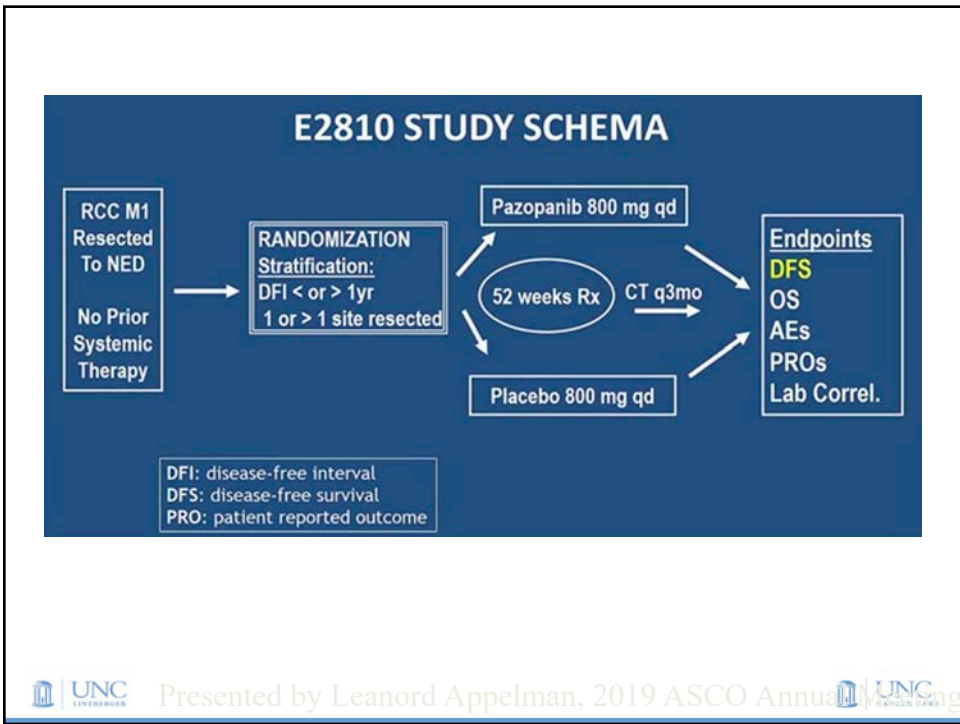 E2810 STUDY SCHEMA
RCC M1
Resected
To NED
No Prior
Systemic
Therapy
RANDOMIZATION
Stratification:
DFI < or > 1yr
1 or > 1 site resected
Pazopanib 800 mg qd
52 weeks Rx
CT q3mo
Placebo 800 mg qd
Endpoints
DFS
OS
AEs
PROs
Lab Correl.
DFI: disease-free interval
DFS: disease-free survival
PRO: patient reported outcome
UNC
LINEBERGER
Presented by Leanord Appelman, 2019 ASCO Annual Meeting
UNC